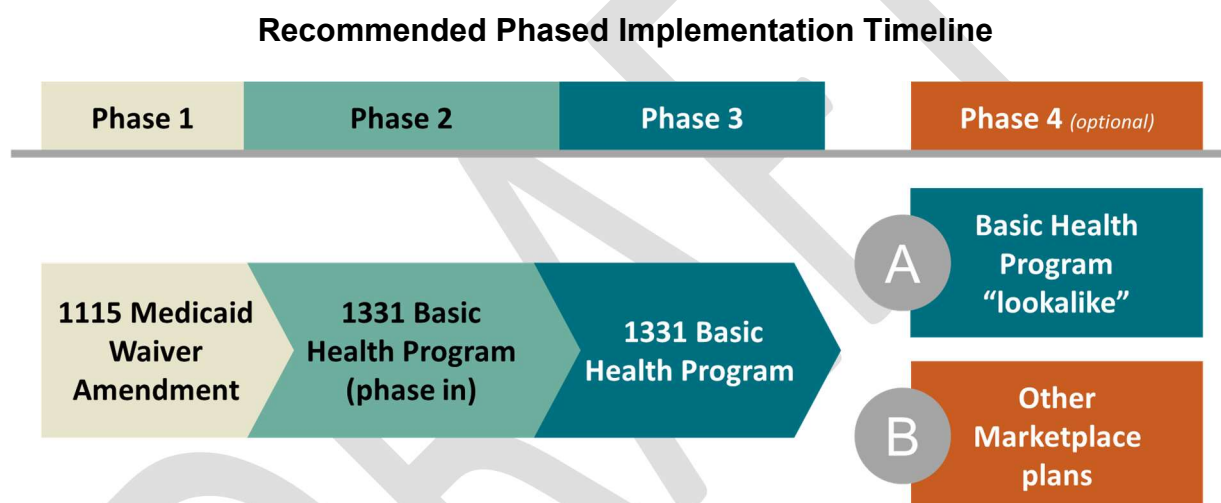 Recommended Phased Implementation Timeline
Phase 1
Phase 2
Phase 3
Phase 4 (optional)
1115 Medicaid
Waiver
Amendment
1331 Basic
Health Program
(phase in)
1331 Basic
Health Program
A
Basic Health
Program
“lookalike”
B
Other
Marketplace
plans
DRAFT